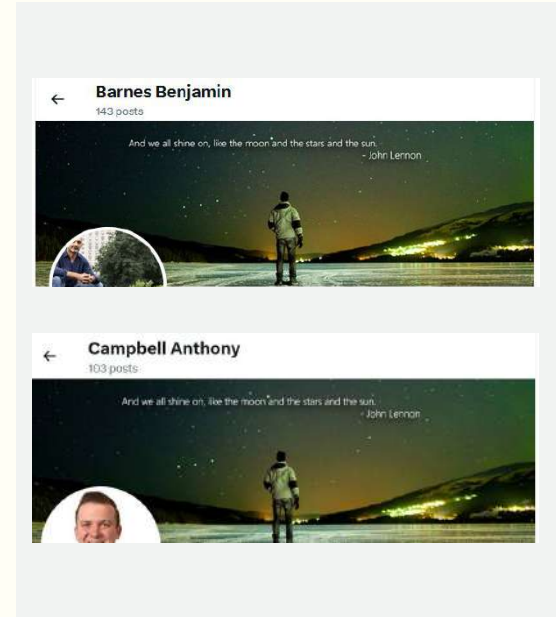 Barnes Benjamin
143 posts
And we all shine on, like the moon and the stars and the sun.
- John Lennon
Campbell Anthony
103 posts
And we all shine on, like the moon and the stars and the sun.
- John Lennon